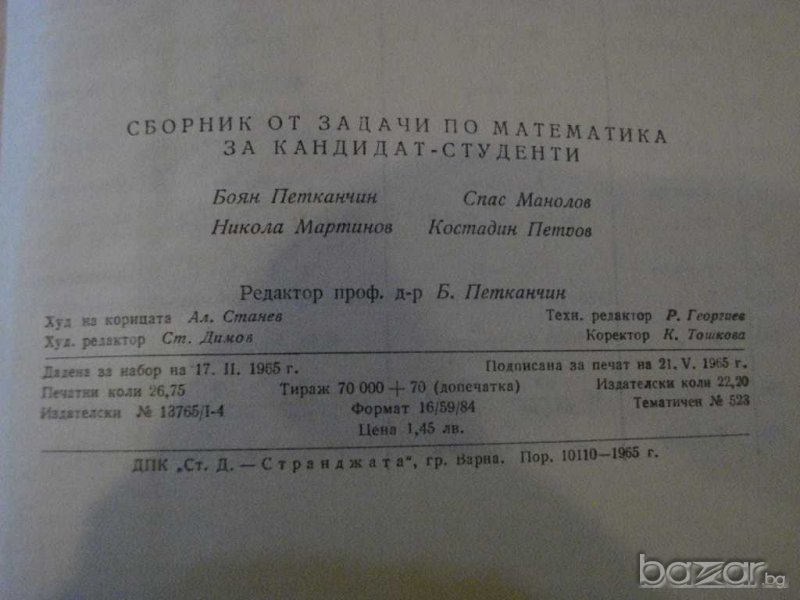 СБОРНИК ОТ ЗАДАЧИ ПО МАТЕМАТИКА
ЗА КАНДИДАТ-СТУДЕНТИ
Боян Петканчин Спас Манолов
Никола Мартинов Костадин Петров
Редактор проф. д-р Б. Петканчин
Худ на корицата Ал. Станев Техн. редактор Р. Георгиев
Худ. редактор Ст. Димов Коректор К. Тошкова
Дадена за набор на 17. II. 1965 г. Подписана за печат на 21. V. 1965 г.
Печатни коли 26,75 Тираж 70 000 + 70 (допечатка) Издателски коли 22,20
Издателски № 13765/I-4 Формат 16/59/84 Тематичен № 523
Цена 1,45 лв.
ДПК „Ст. Д. — Странджата", гр. Варна. Пор. 10110—1965 г.
bazar.bg